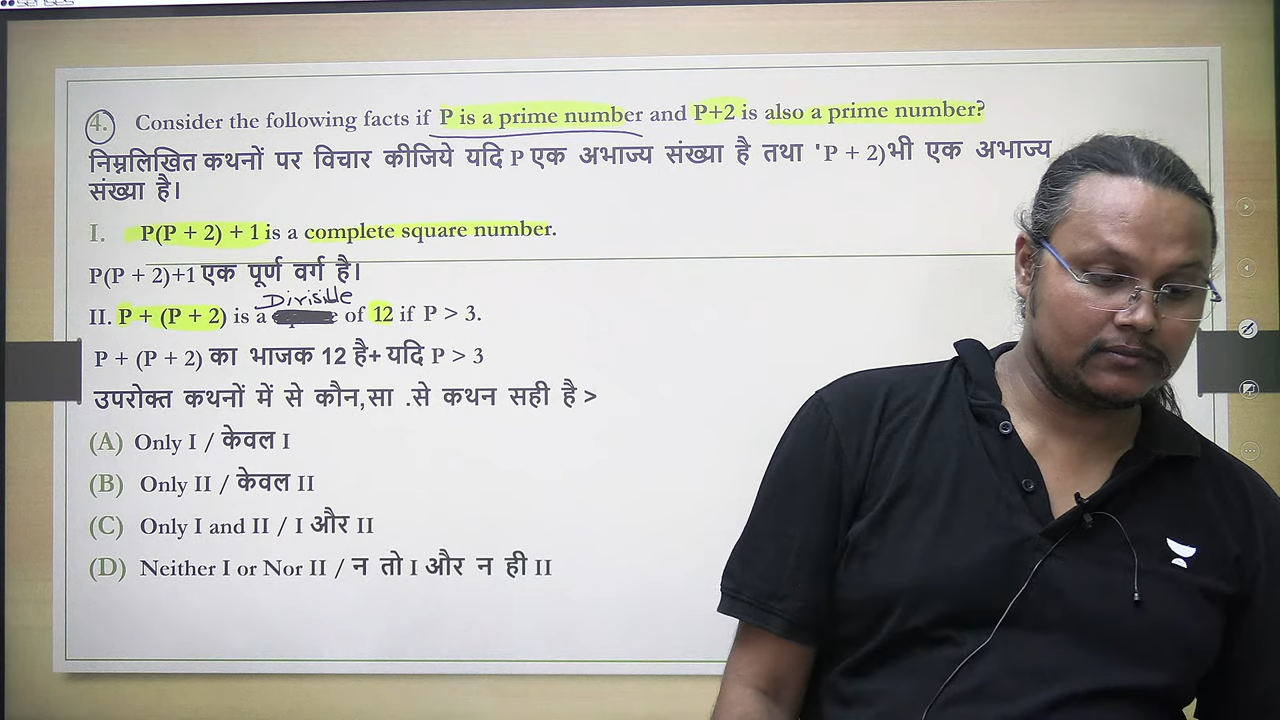 4. Consider the following facts if P is a prime number and P+2 is also a prime number?
निम्नलिखित कथनों पर विचार कीजिये यदि P एक अभाज्य संख्या है तथा 'P + 2) भी एक अभाज्य
संख्या है।
I. P(P + 2) + 1 is a complete square number.
P(P + 2)+1 एक पूर्ण वर्ग है।
Divisible
II. P + (P + 2) is a of 12 if P > 3.
P + (P + 2) का भाजक 12 है+ यदि P > 3
उपरोक्त कथनों में से कौन,सा .से कथन सही है >
(A) Only I / केवल I
(B) Only II / केवल II
(C) Only I and II / I और II
(D) Neither I or Nor II / न तो I और न ही II